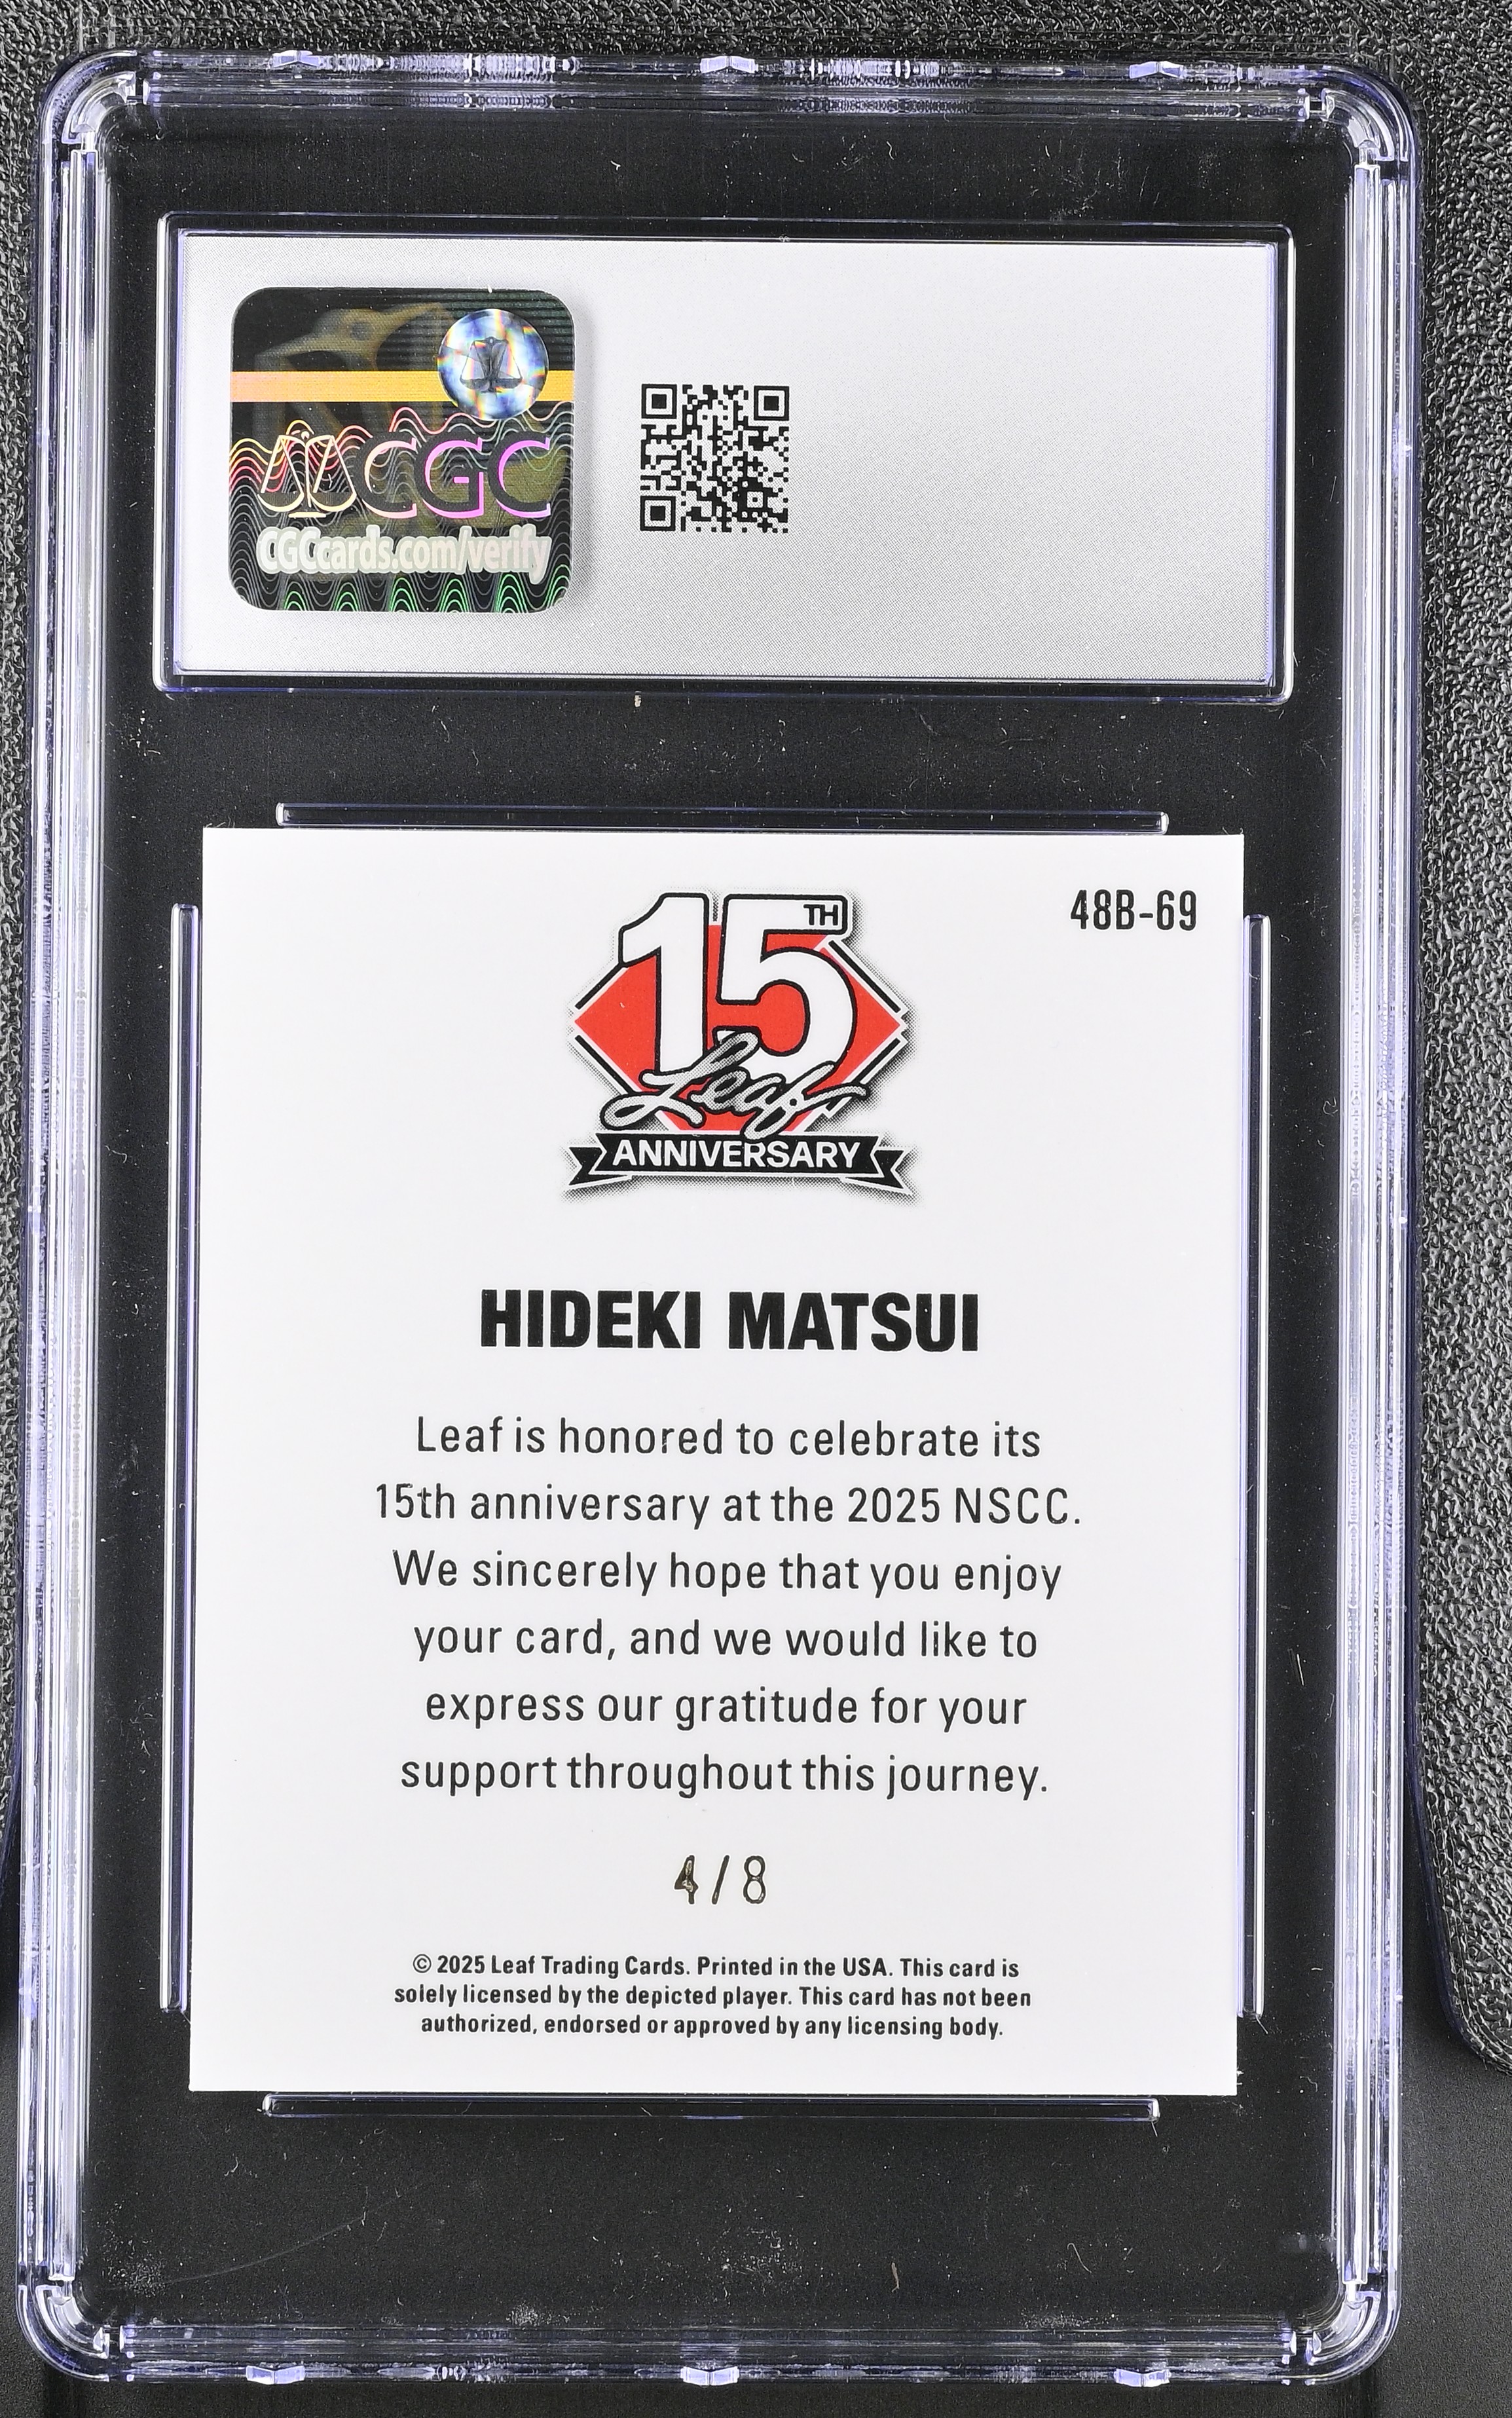 CGC
CGCcards.com/verify
48B-69
15TH
Leaf
ANNIVERSARY
HIDEKI MATSUI
Leaf is honored to celebrate its
15th anniversary at the 2025 NSCC.
We sincerely hope that you enjoy
your card, and we would like to
express our gratitude for your
support throughout this journey.
4/8
© 2025 Leaf Trading Cards. Printed in the USA. This card is
solely licensed by the depicted player. This card has not been
authorized, endorsed or approved by any licensing body.